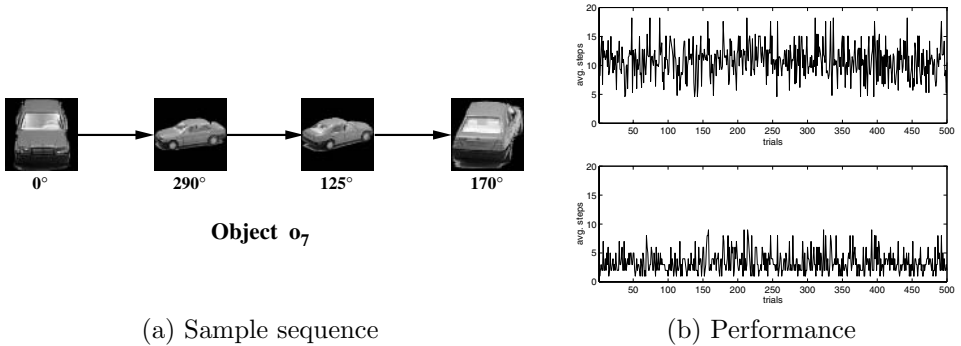 0°
290°
125°
170°
Object o7
(a) Sample sequence
20
15
10
5
0
avg. steps
50 100 150 200 250 300 350 400 450 500
trials
20
15
10
5
0
avg. steps
50 100 150 200 250 300 350 400 450 500
trials
(b) Performance